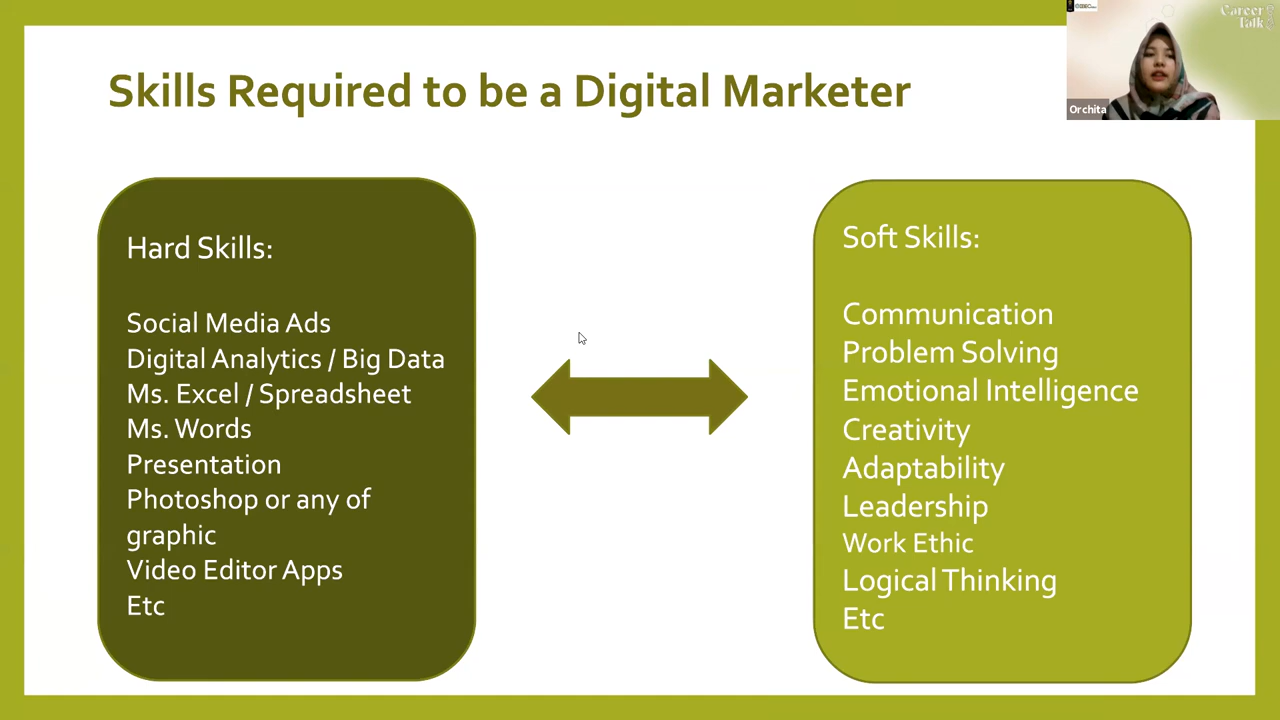 Skills Required to be a Digital Marketer
Career
Talk
Orchita
Hard Skills:
Social Media Ads
Digital Analytics / Big Data
Ms. Excel / Spreadsheet
Ms. Words
Presentation
Photoshop or any of
graphic
Video Editor Apps
Etc
Soft Skills:
Communication
Problem Solving
Emotional Intelligence
Creativity
Adaptability
Leadership
Work Ethic
Logical Thinking
Etc